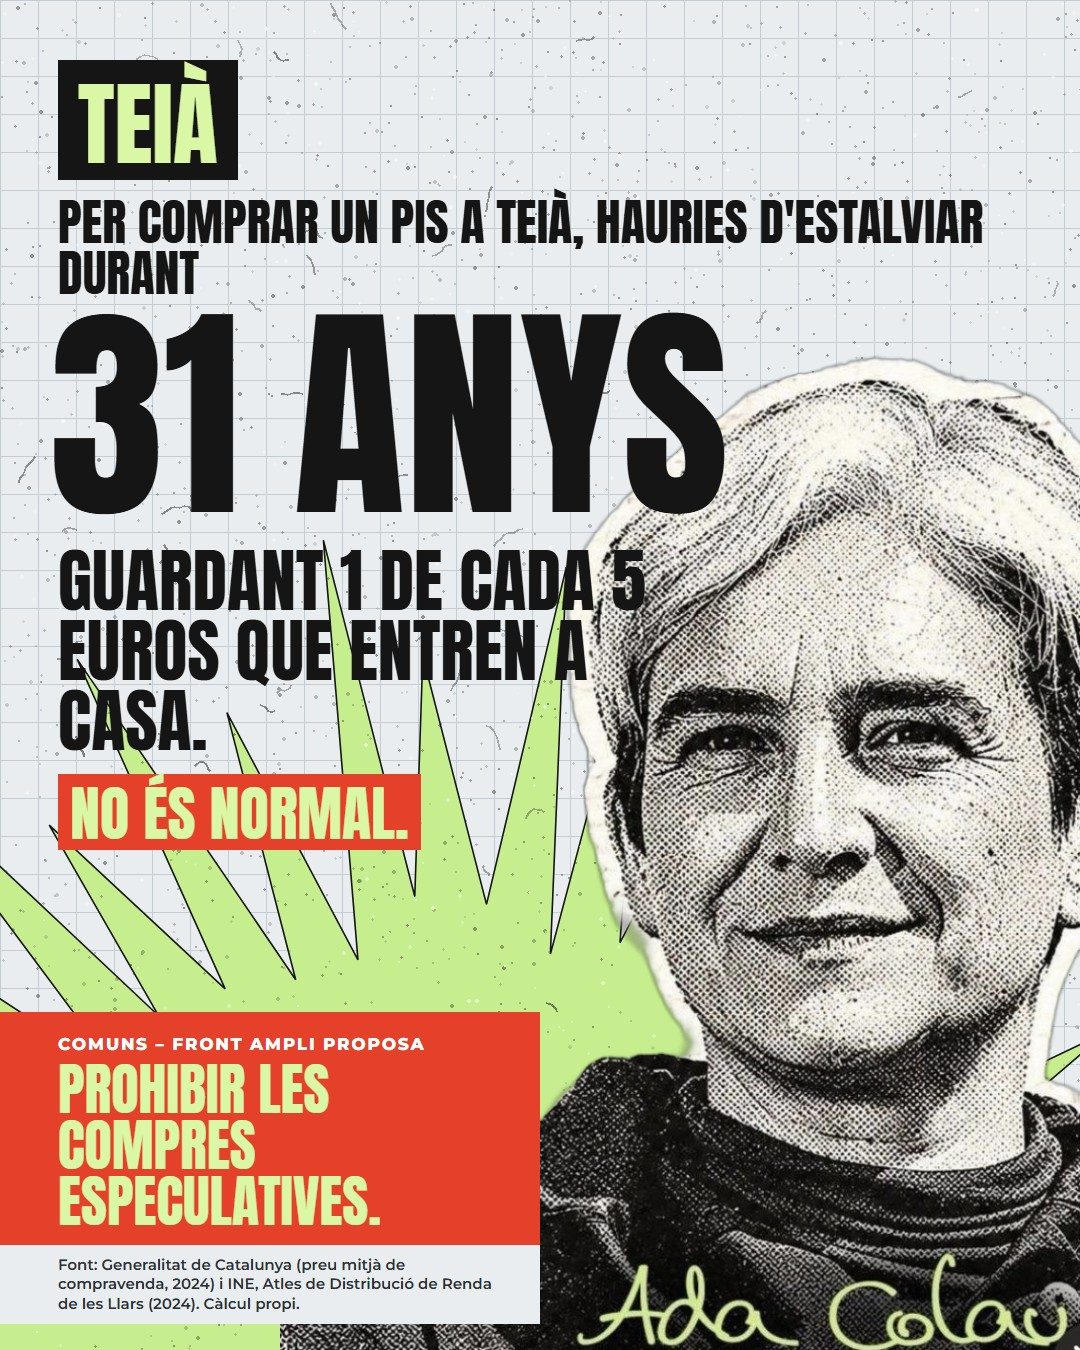 TEIÀ
PER COMPRAR UN PIS A TEIÀ, HAURIES D'ESTALVIAR
DURANT
31 ANYS
GUARDANT 1 DE CADA 5
EUROS QUE ENTREN A
CASA.
NO ÉS NORMAL.
COMUNS – FRONT AMPLI PROPOSA
PROHIBIR LES
COMPRES
ESPECULATIVES.
Font: Generalitat de Catalunya (preu mitjà de
compravenda, 2024) i INE, Atles de Distribució de Renda
de les Llars (2024). Càlcul propi.
Ada Colau